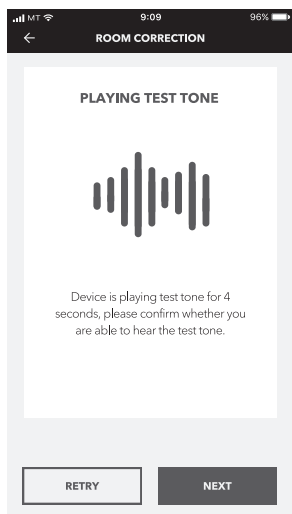 MT 9:09 96%
ROOM CORRECTION
PLAYING TEST TONE
Device is playing test tone for 4
seconds, please confirm whether you
are able to hear the test tone.
RETRY NEXT